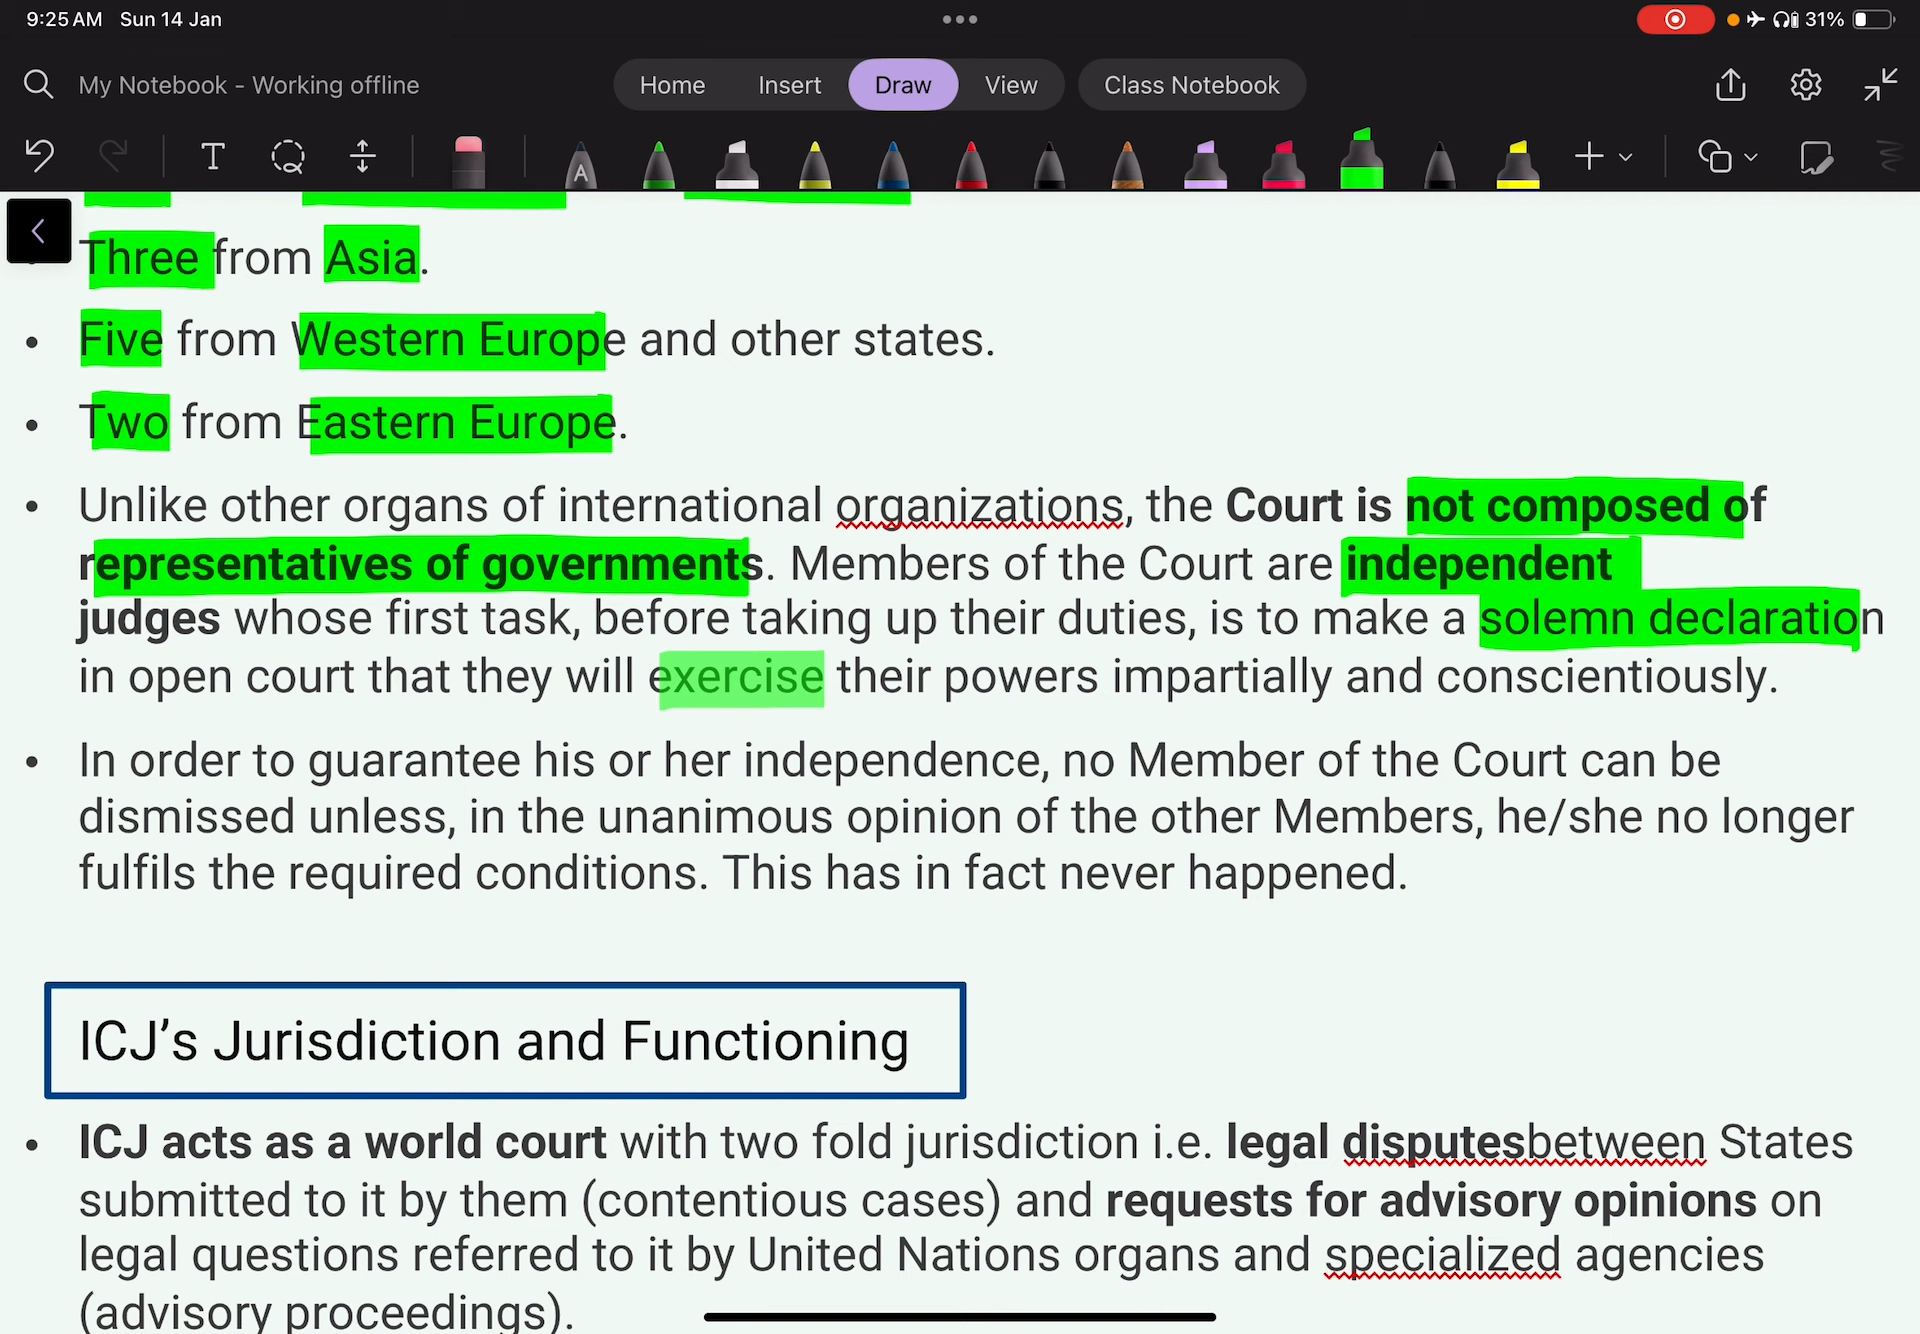 9:25 AM Sun 14 Jan
31%
My Notebook - Working offline
Home Insert Draw View Class Notebook
T
A
Three from Asia.
• Five from Western Europe and other states.
• Two from Eastern Europe.
• Unlike other organs of international organizations, the Court is not composed of
representatives of governments. Members of the Court are independent
judges whose first task, before taking up their duties, is to make a solemn declaration
in open court that they will exercise their powers impartially and conscientiously.
• In order to guarantee his or her independence, no Member of the Court can be
dismissed unless, in the unanimous opinion of the other Members, he/she no longer
fulfils the required conditions. This has in fact never happened.
ICJ’s Jurisdiction and Functioning
• ICJ acts as a world court with two fold jurisdiction i.e. legal disputesbetween States
submitted to it by them (contentious cases) and requests for advisory opinions on
legal questions referred to it by United Nations organs and specialized agencies
(advisory proceedings).